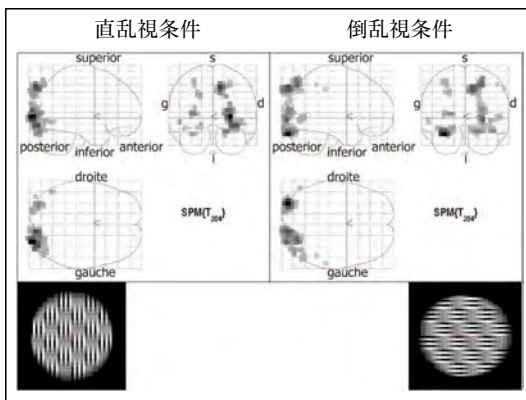 直乱視条件
倒乱視条件
superior
s
g
d
posterior
inferior
anterior
i
droite
SPM{T₂₀₄}
gauche
superior
s
g
d
posterior
inferior
anterior
i
droite
SPM{T₂₀₄}
gauche